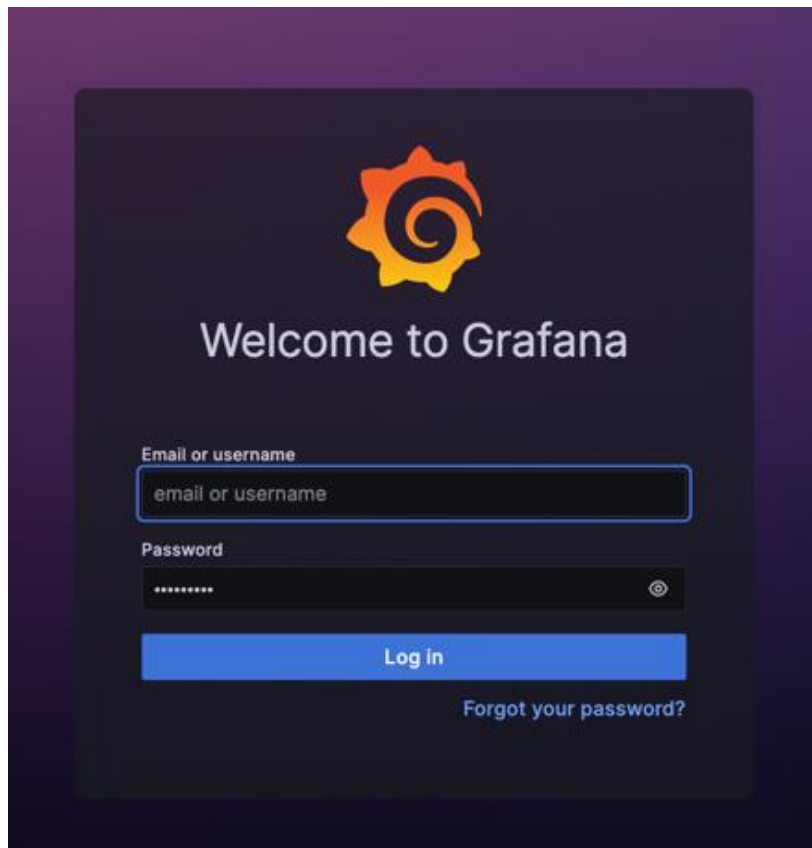 Welcome to Grafana
Email or username
email or username
Password
•••••••••
Log in
Forgot your password?